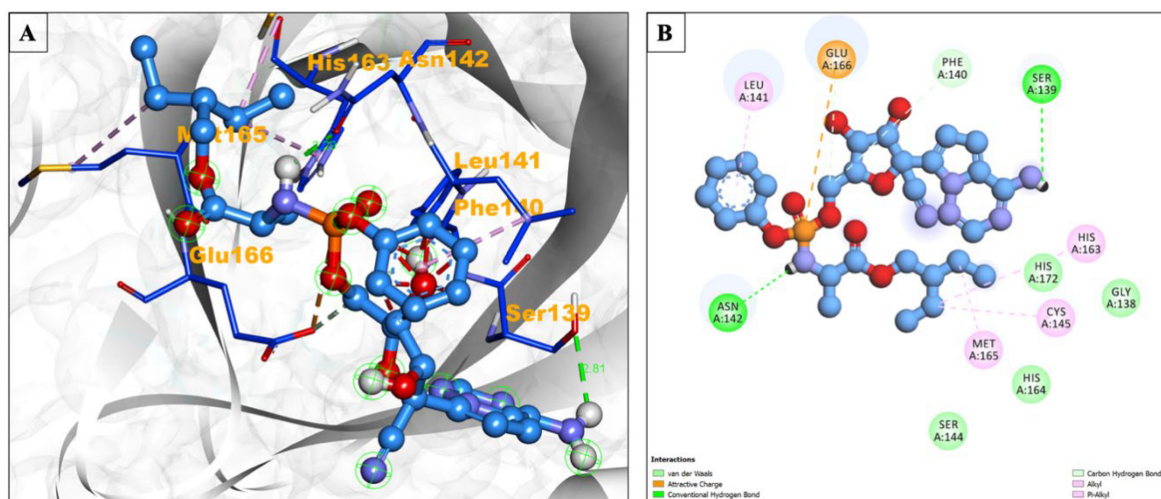 A
His163
Asn142
Met165
Leu141
Phe140
Glu166
Ser139
2.81
B
GLU
A:166
PHE
A:140
SER
A:139
LEU
A:141
HIS
A:163
HIS
A:172
GLY
A:138
ASN
A:142
CYS
A:145
MET
A:165
HIS
A:164
SER
A:144
Interactions
van der Waals
Attractive Charge
Conventional Hydrogen Bond
Carbon Hydrogen Bond
Alkyl
Pi-Alkyl